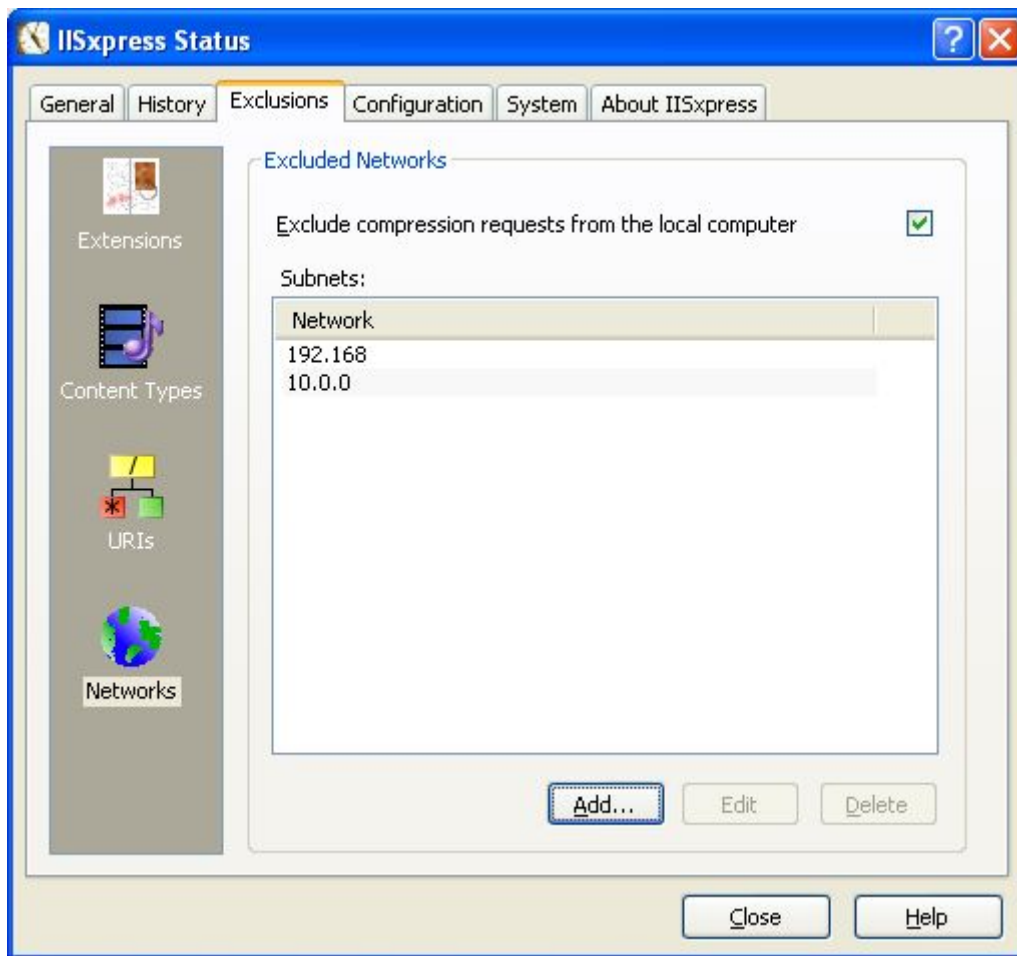 IISxpress Status
General History Exclusions Configuration System About IISxpress
Extensions
Content Types
URIs
Networks
Excluded Networks
Exclude compression requests from the local computer
Subnets:
Network
192.168
10.0.0
Add... Edit Delete
Close Help